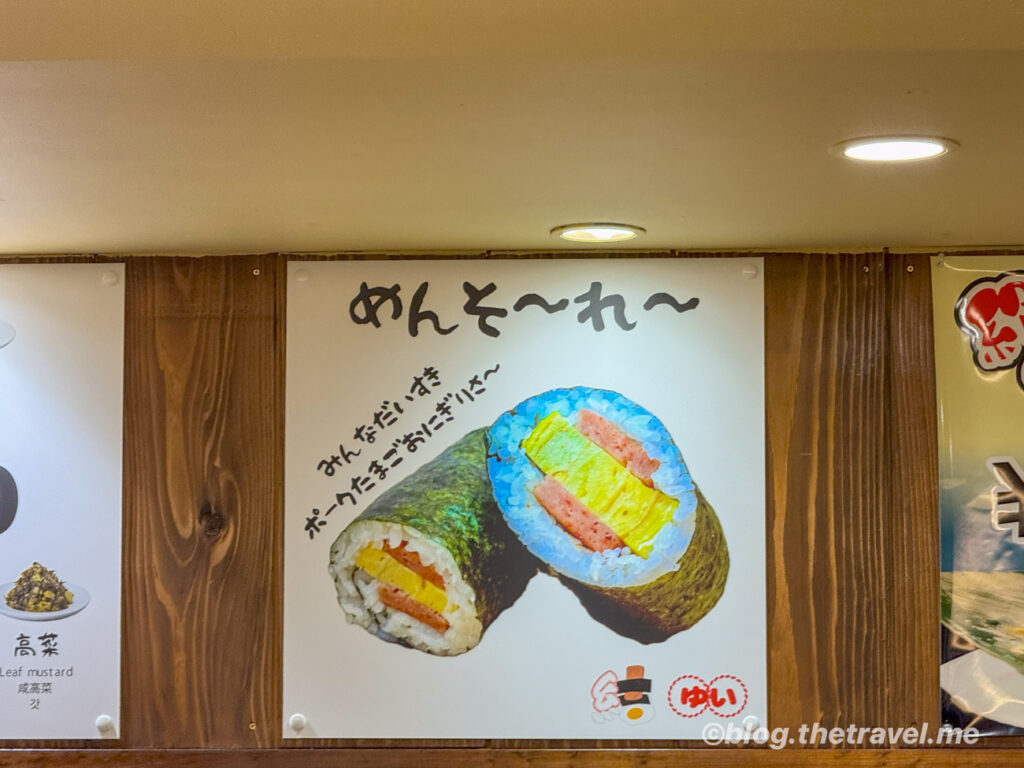 めんそ～れ～
みんなだいすき
ポークたまごおにぎりさ～
高菜
Leaf mustard
咸高菜
갓
ゆい
¥
©blog.thetravel.me